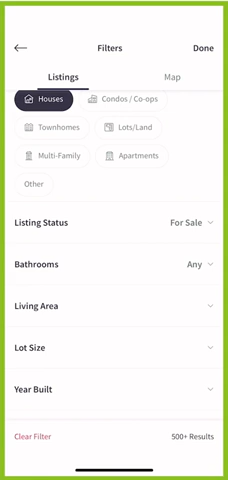 Filters
Done
Listings
Map
Houses
Condos / Co-ops
Townhomes
Lots/Land
Multi-Family
Apartments
Other
Listing Status
For Sale
Bathrooms
Any
Living Area
Lot Size
Year Built
Clear Filter
500+ Results